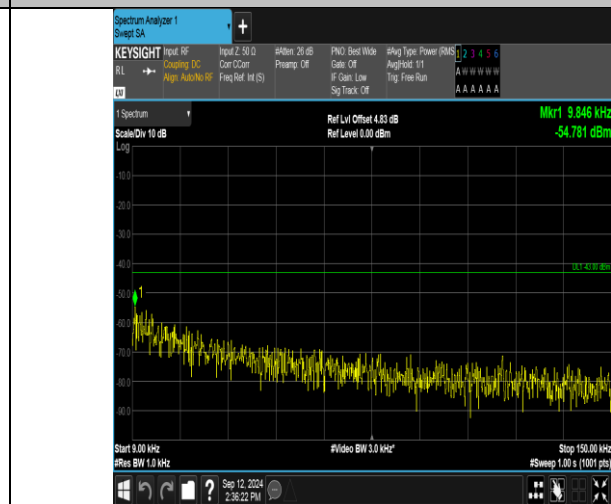 Spectrum Analyzer 1
Swept SA
+
KEYSIGHT Input: RF Input Z: 50 Ω #Atten: 26 dB PNO: Best Wide #Avg Type: Power (RMS 1 2 3 4 5 6
RL Coupling: DC Corr CCorr Preamp: Off Gate: Off Avg|Hold: 1/1 A W W W W W
Align: Auto/No RF Freq Ref: Int (S) IF Gain: Low Trig: Free Run
LXI Sig Track: Off A A A A A A
1 Spectrum Ref Lvl Offset 4.83 dB Mkr1 9.846 kHz
Scale/Div 10 dB Ref Level 0.00 dBm -54.781 dBm
Log
-10.0
-20.0
-30.0
-40.0
DL1 -43.00 dBm
-50.0
1
-60.0
-70.0
-80.0
-90.0
Start 9.00 kHz #Video BW 3.0 kHz* Stop 150.00 kHz
#Res BW 1.0 kHz #Sweep 1.00 s (1001 pts)
? Sep 12, 2024
2:36:22 PM